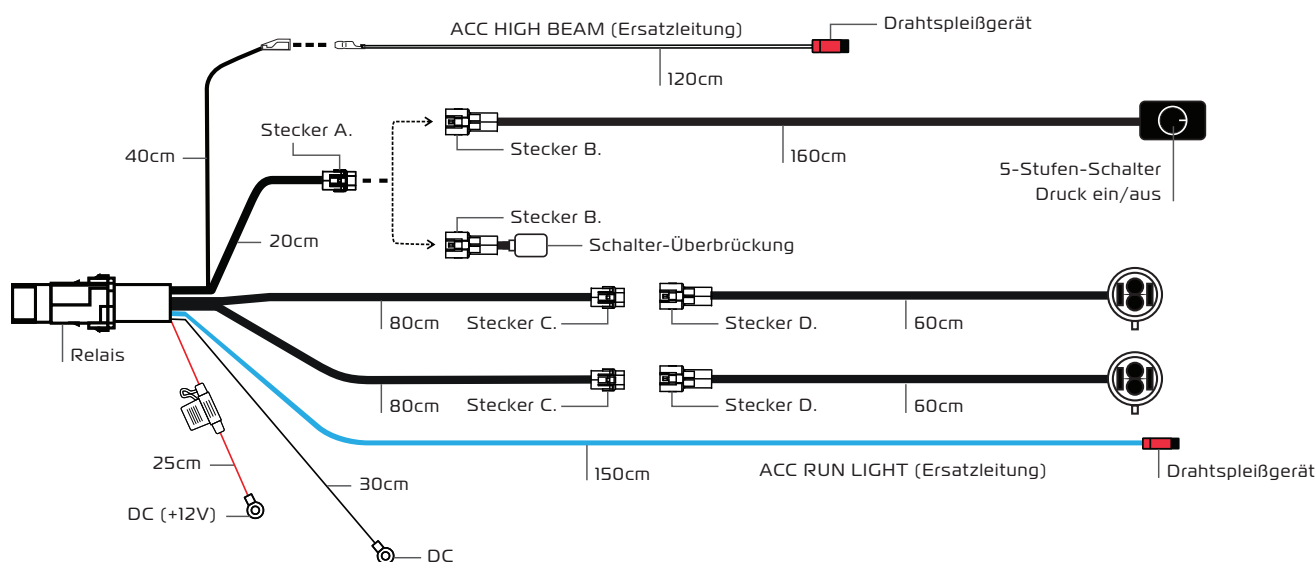 ACC HIGH BEAM (Ersatzleitung)
Drahtspleißgerät
120cm
Stecker A.
40cm
Stecker B.
160cm
5-Stufen-Schalter
Druck ein/aus
Stecker B.
20cm
Schalter-Überbrückung
80cm
Stecker C.
Stecker D.
60cm
Relais
80cm
Stecker C.
Stecker D.
60cm
25cm
150cm
ACC RUN LIGHT (Ersatzleitung)
Drahtspleißgerät
30cm
DC (+12V)
DC